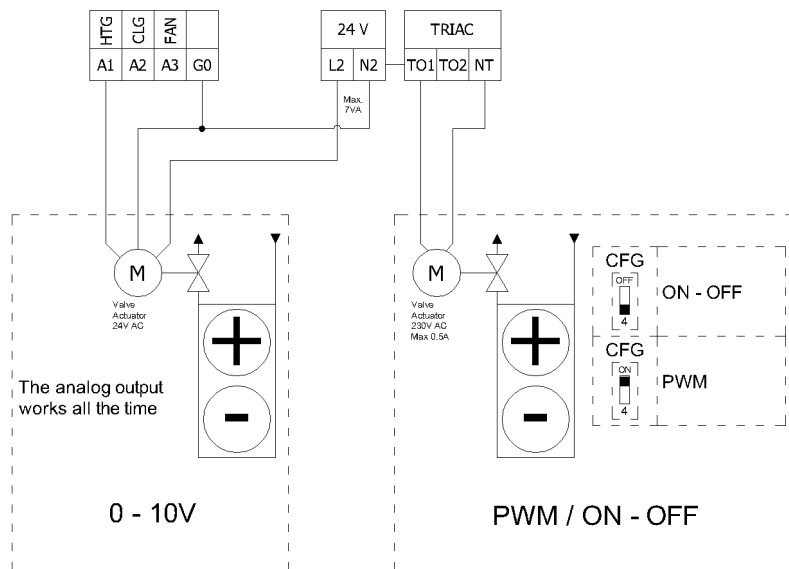 HTG
CLG
FAN
A1 A2 A3 G0
24 V
L2 N2
TRIAC
TO1 TO2 NT
Max.
7VA
M
Valve
Actuator
24V AC
The analog output
works all the time
0 - 10V
M
Valve
Actuator
230V AC
Max 0.5A
CFG
OFF
4
ON - OFF
CFG
ON
4
PWM
PWM / ON - OFF